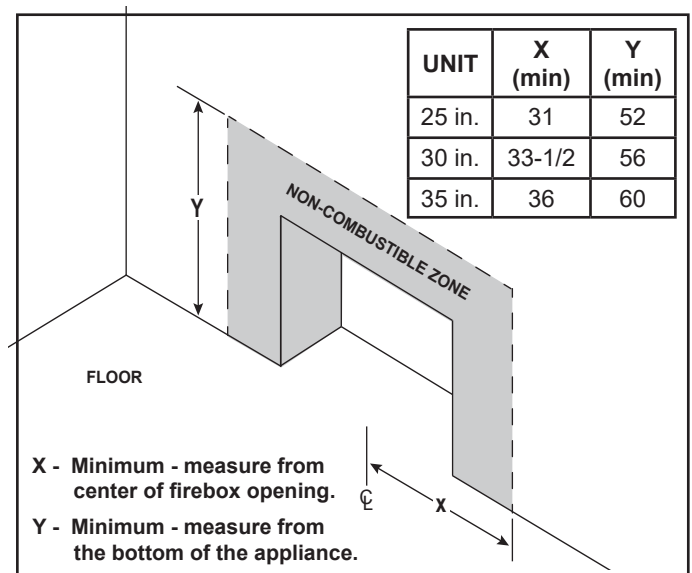 UNIT X (min) Y (min)
25 in. 31 52
30 in. 33-1/2 56
35 in. 36 60
Y
NON-COMBUSTIBLE ZONE
FLOOR
X - Minimum - measure from
center of firebox opening.
Y - Minimum - measure from
the bottom of the appliance.
℄
X